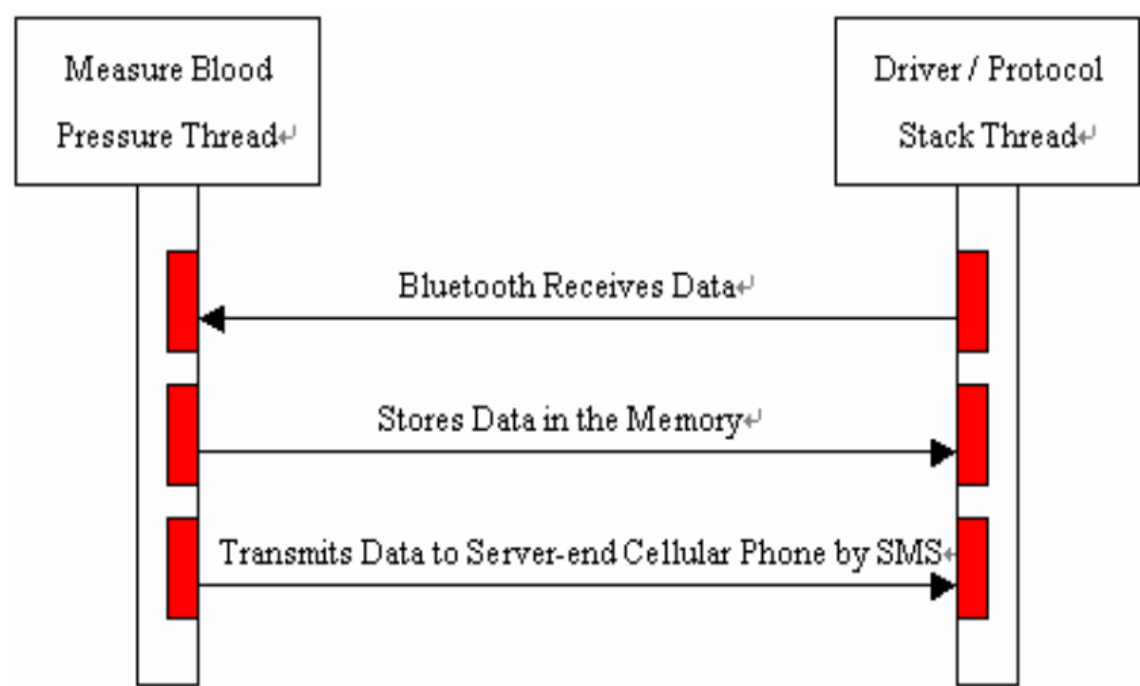 Measure Blood
Pressure Thread↵
Driver / Protocol
Stack Thread↵
Bluetooth Receives Data↵
Stores Data in the Memory↵
Transmits Data to Server-end Cellular Phone by SMS↵